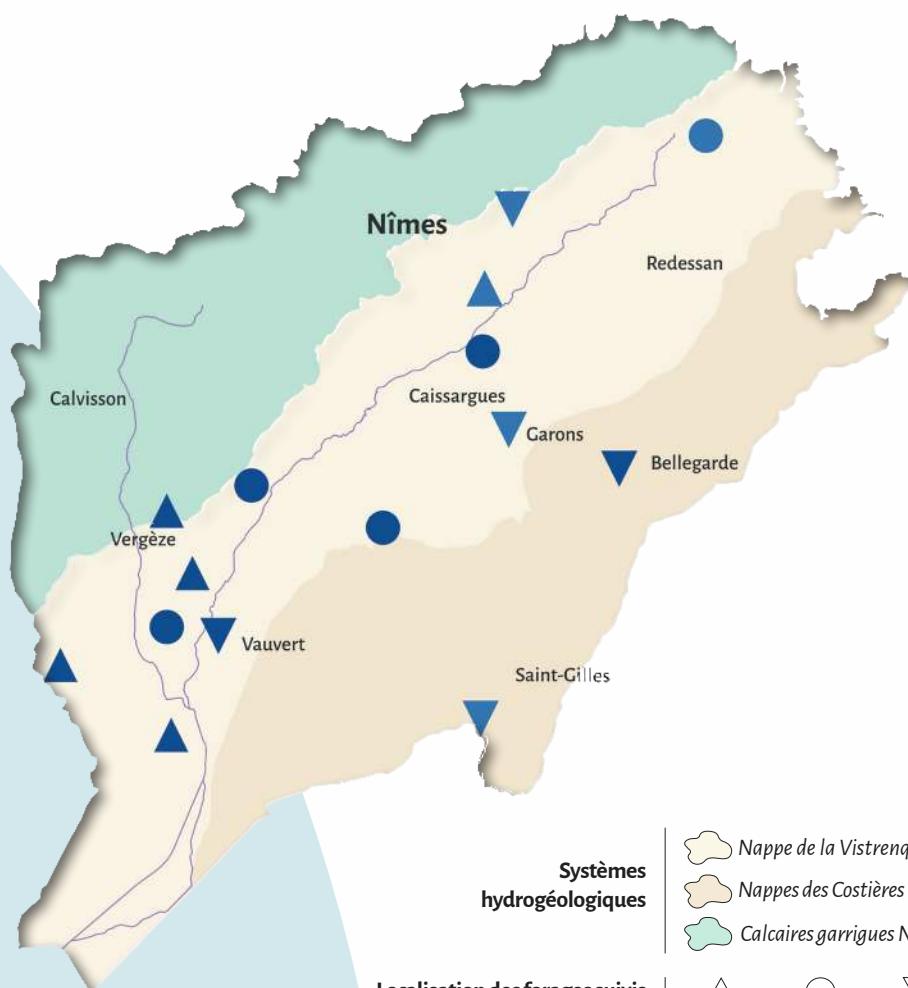 Nîmes
Redessan
Calvisson
Caissargues
Garons
Bellegarde
Vergèze
Vauvert
Saint-Gilles
Systèmes
hydrogéologiques
Nappe de la
Nappes des Costières
Calcaires garrigues